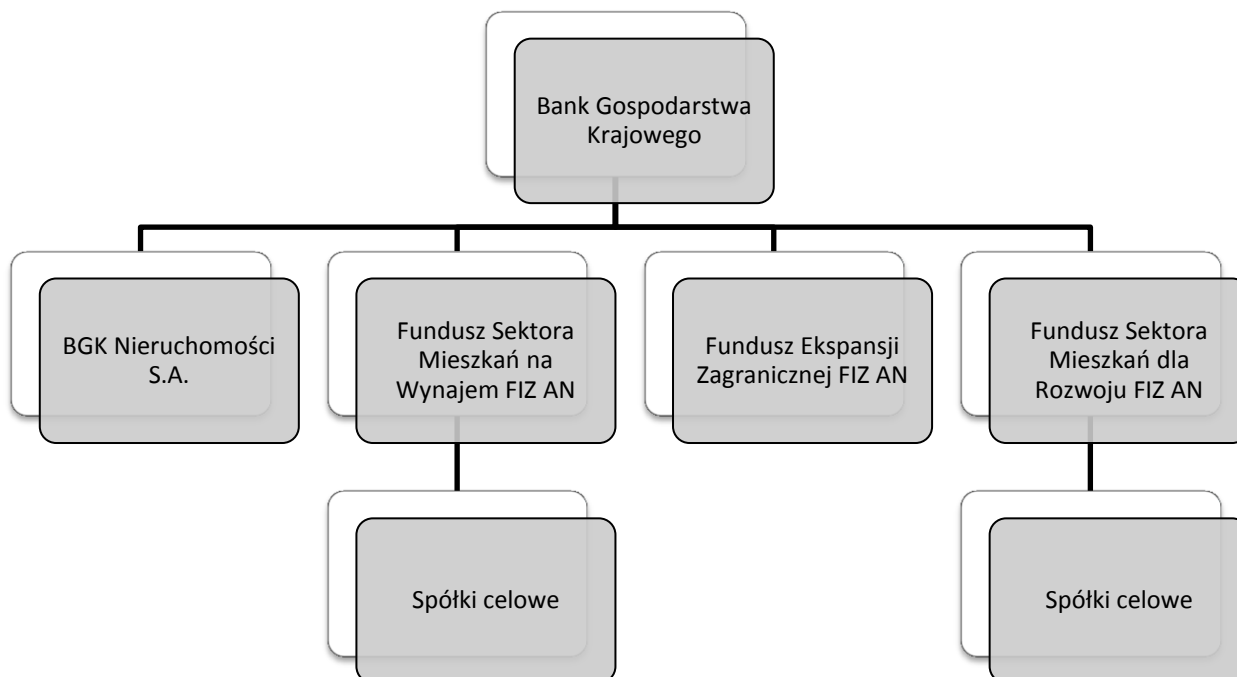 Bank Gospodarstwa
Krajowego
BGK Nieruchomości
S.A.
Fundusz Sektora
Mieszkań na
Wynajem FIZ AN
Fundusz Ekspansji
Zagranicznej FIZ AN
Fundusz Sektora
Mieszkań dla
Rozwoju FIZ AN
Spółki celowe
Spółki celowe